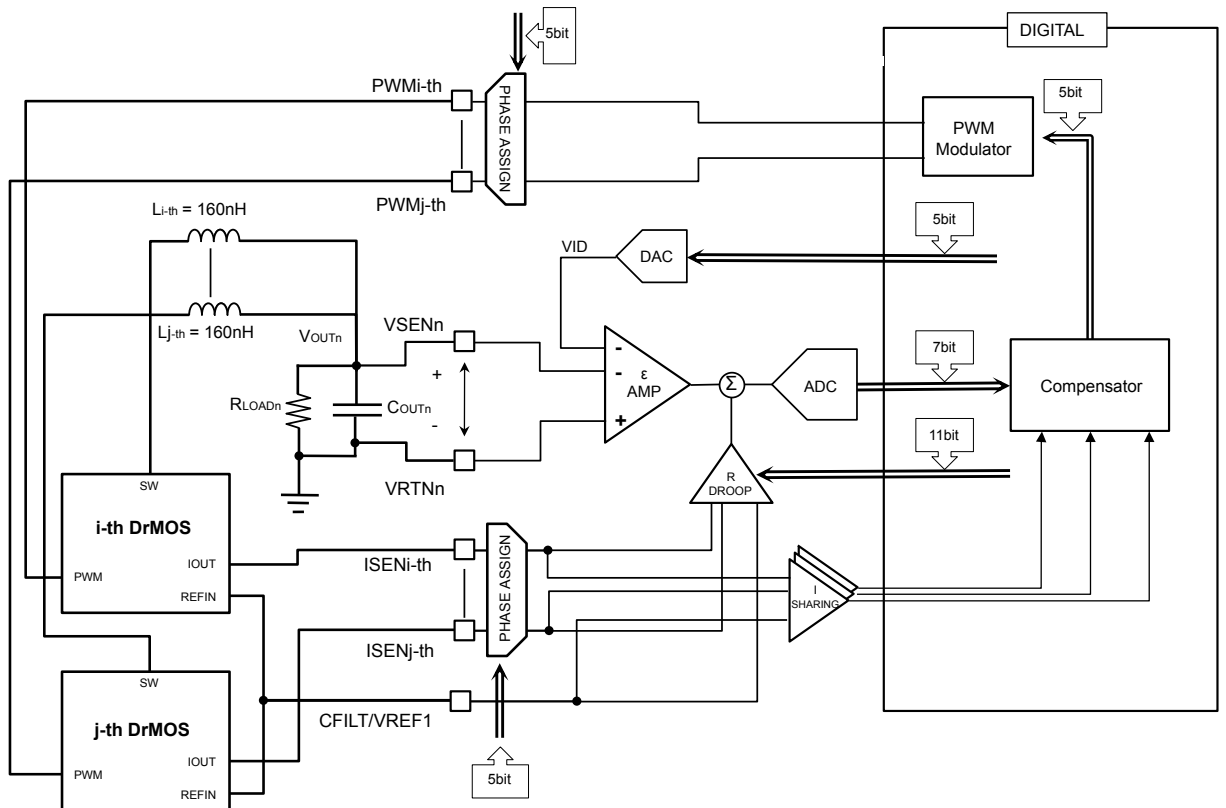 5bit
DIGITAL
PWMi-th
PHASE ASSIGN
PWM
Modulator
5bit
PWMj-th
Li-th = 160nH
VID
DAC
5bit
Lj-th = 160nH
VOUTn
VSENn
+
-
RLOADn
COUTn
-
-
+
ε
AMP
Σ
ADC
7bit
Compensator
11bit
VRTNn
R
DROOP
SW
i-th DrMOS
IOUT
PWM
REFIN
ISENi-th
PHASE ASSIGN
ISENj-th
I
SHARING
CFILT/VREF1
SW
j-th DrMOS
IOUT
PWM
REFIN
5bit